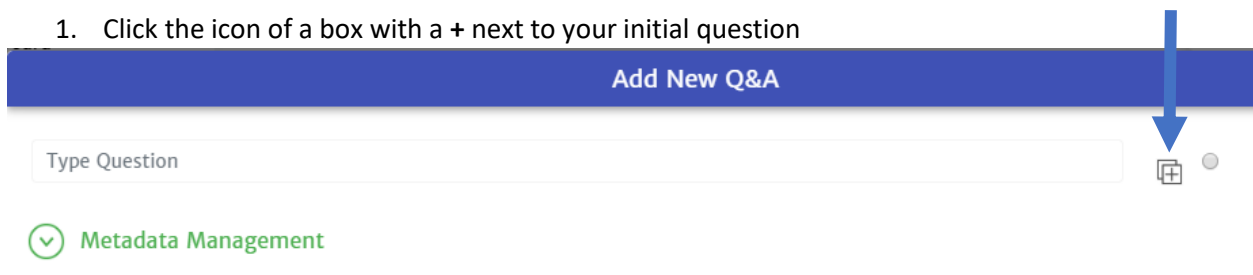 1. Click the icon of a box with a + next to your initial question
Add New Q&A
Type Question
Metadata Management